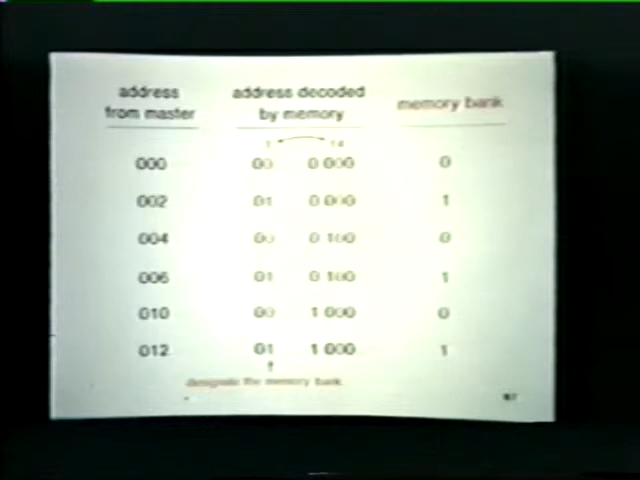 address address decoded memory bank
from master by memory
1 14
000 00 0 000 0
002 01 0 000 1
004 00 0 100 0
006 01 0 100 1
010 00 1 000 0
012 01 1 000 1
designate the memory bank